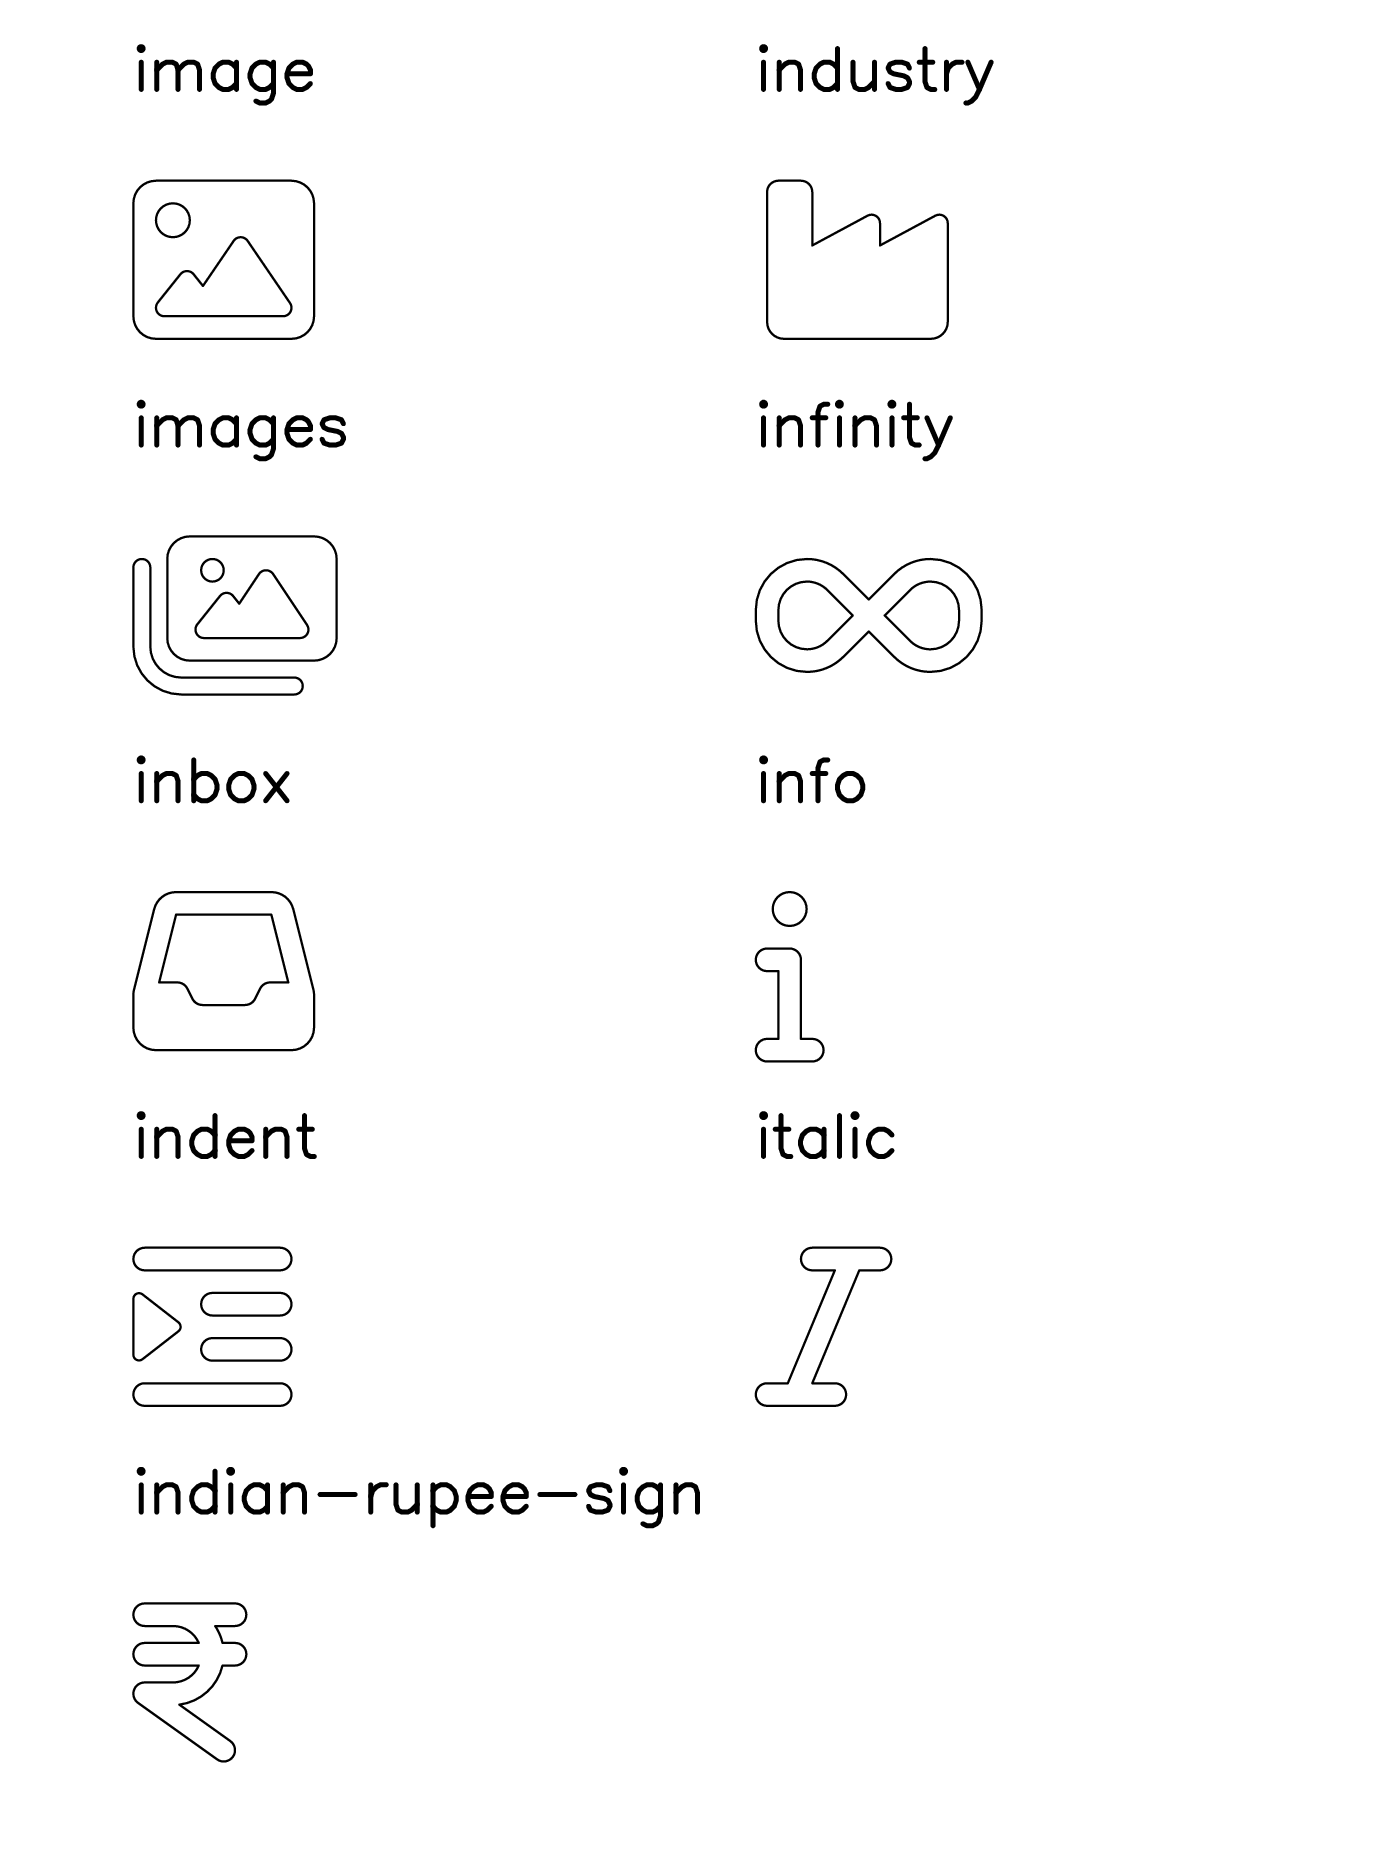 image
images
inbox
indent
indian-rupee-sign
industry
infinity
info
italic